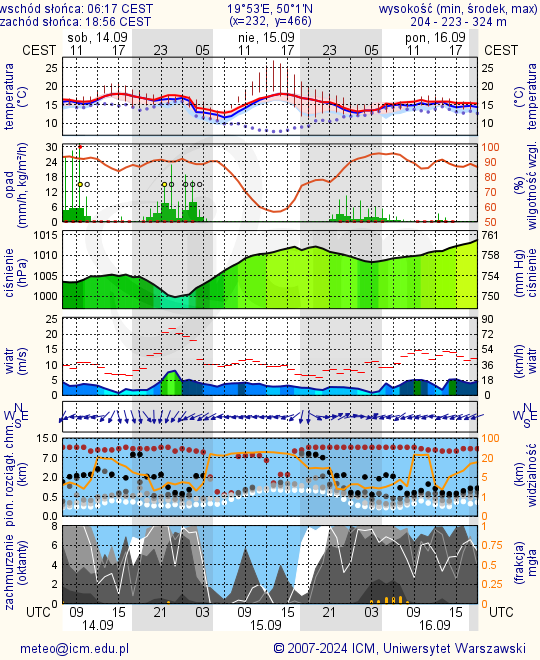 wschód słońca: 06:17 CEST 19°53'E, 50°1'N wysokość (min, środek, max)
zachód słońca: 18:56 CEST (x=232, y=466) 204 - 223 - 324 m
sob, 14.09 nie, 15.09 pon, 16.09
CEST 11 17 23 05 11 17 23 05 11 17 CEST
temperatura (°C) 25 20 15 10 25 20 15 10 (°C) temperatura
opad (mm/h, kg/m²/h) 30 24 18 12 6 0 100 90 80 70 60 50 (%) wilgotność wzgl.
ciśnienie (hPa) 1015 1010 1005 1000 761 758 754 750 (mm Hg) ciśnienie
wiatr (m/s) 25 20 15 10 5 0 90 72 54 36 18 0 (km/h) wiatr
N W E S N W E S
pion. rozciągł. chm. (km) 15.0 7.0 2.0 0.5 0.0 100 20 5 1 0 (km) widzialność
zachmurzenie (oktanty) 8 6 4 2 0 1 0.75 0.5 0.25 0 (frakcja) mgła
UTC 09 15 21 03 09 15 21 03 09 15 UTC
14.09 15.09 16.09
meteo@icm.edu.pl © 2007-2024 ICM, Uniwersytet Warszawski